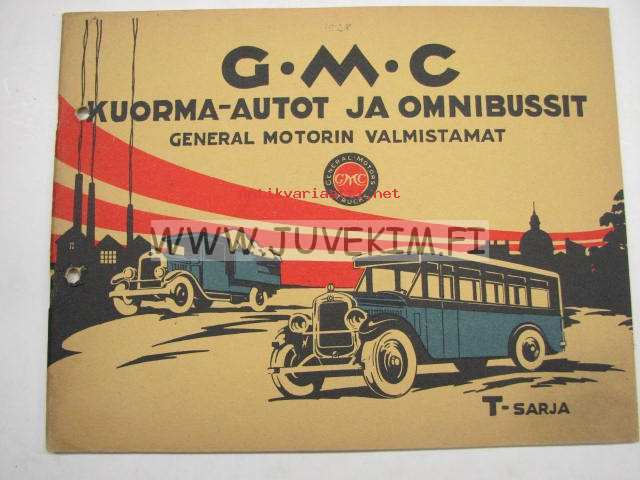 1928
G·M·C
KUORMA-AUTOT JA OMNIBUSSIT
GENERAL MOTORIN VALMISTAMAT
GENERAL MOTORS
GMC
TRUCKS
antikvariaatti.net
WWW.JUVEKIM.FI
T-SARJA